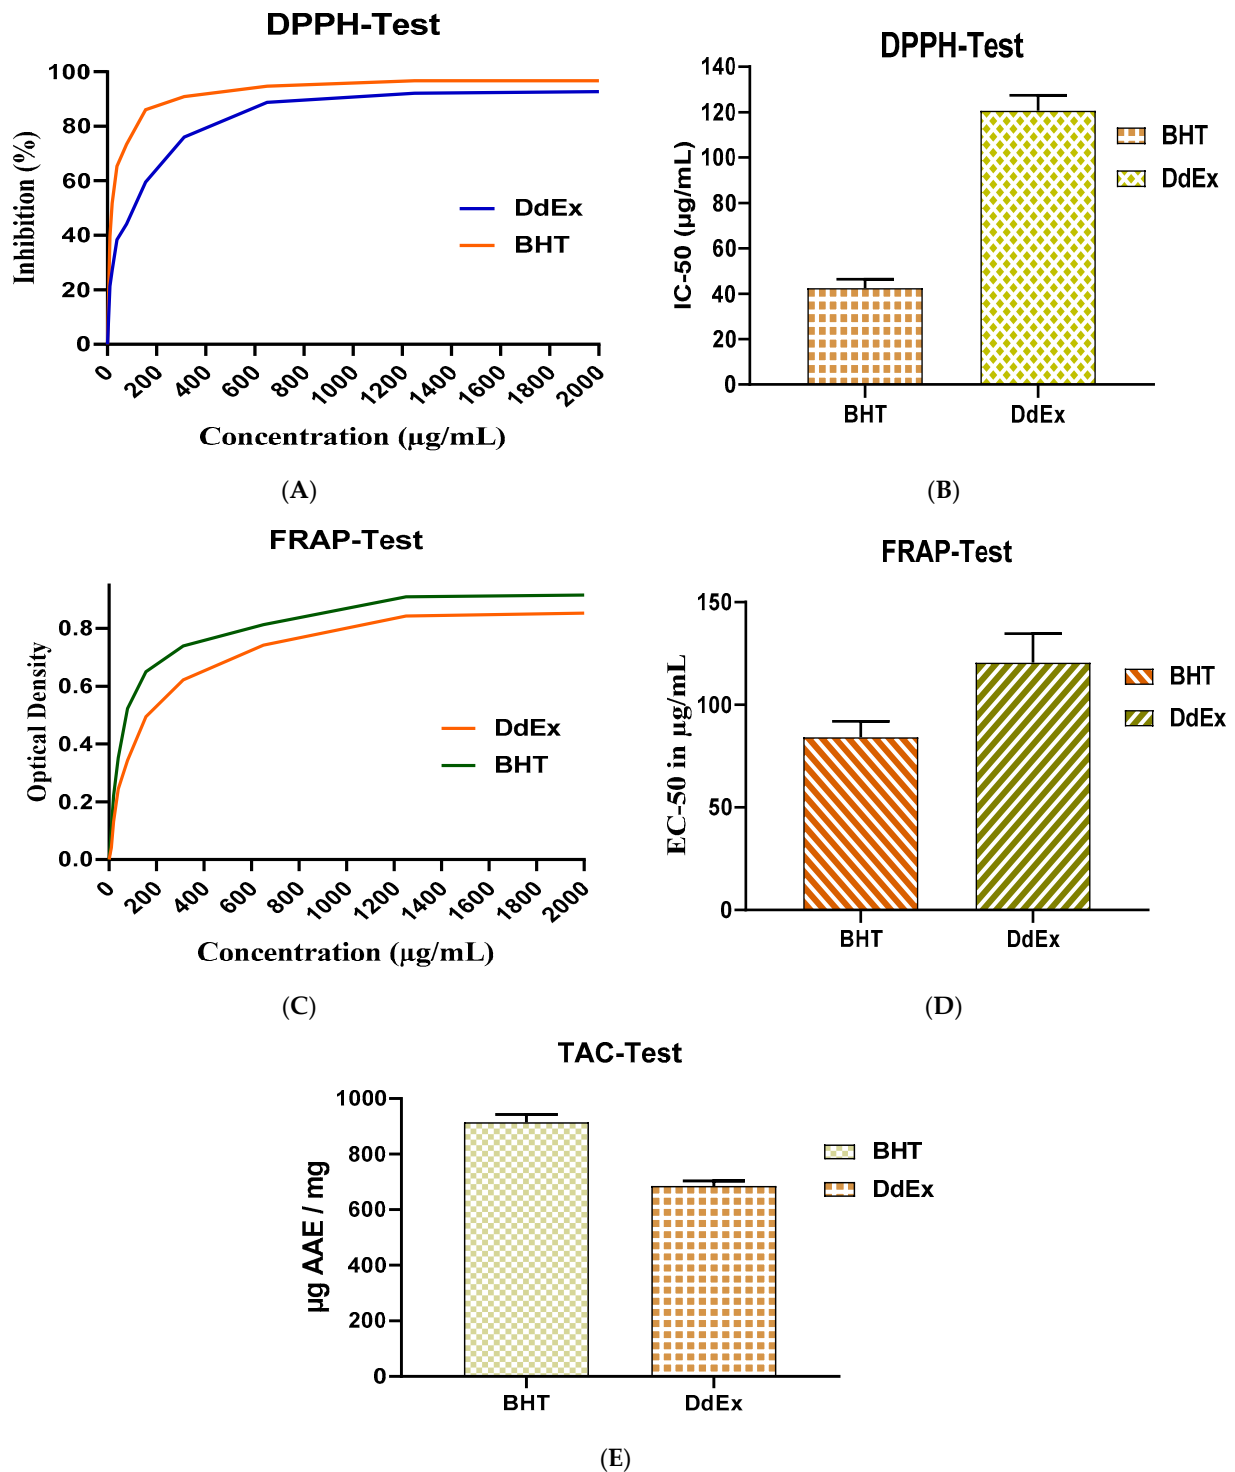 DPPH-Test
Inhibition (%)
100
80
60
40
20
0
0 200 400 600 800 1000 1200 1400 1600 1800 2000
Concentration (µg/mL)
DdEx
BHT
(A)
DPPH-Test
IC-50 (µg/mL)
140
120
100
80
60
40
20
0
BHT DdEx
BHT
DdEx
(B)
FRAP-Test
Optical Density
0.8
0.6
0.4
0.2
0.0
0 200 400 600 800 1000 1200 1400 1600 1800 2000
Concentration (µg/mL)
DdEx
BHT
(C)
FRAP-Test
EC-50 in µg/mL
150
100
50
0
BHT DdEx
BHT
DdEx
(D)
TAC-Test
µg AAE / mg
1000
800
600
400
200
0
BHT DdEx
BHT
DdEx
(E)